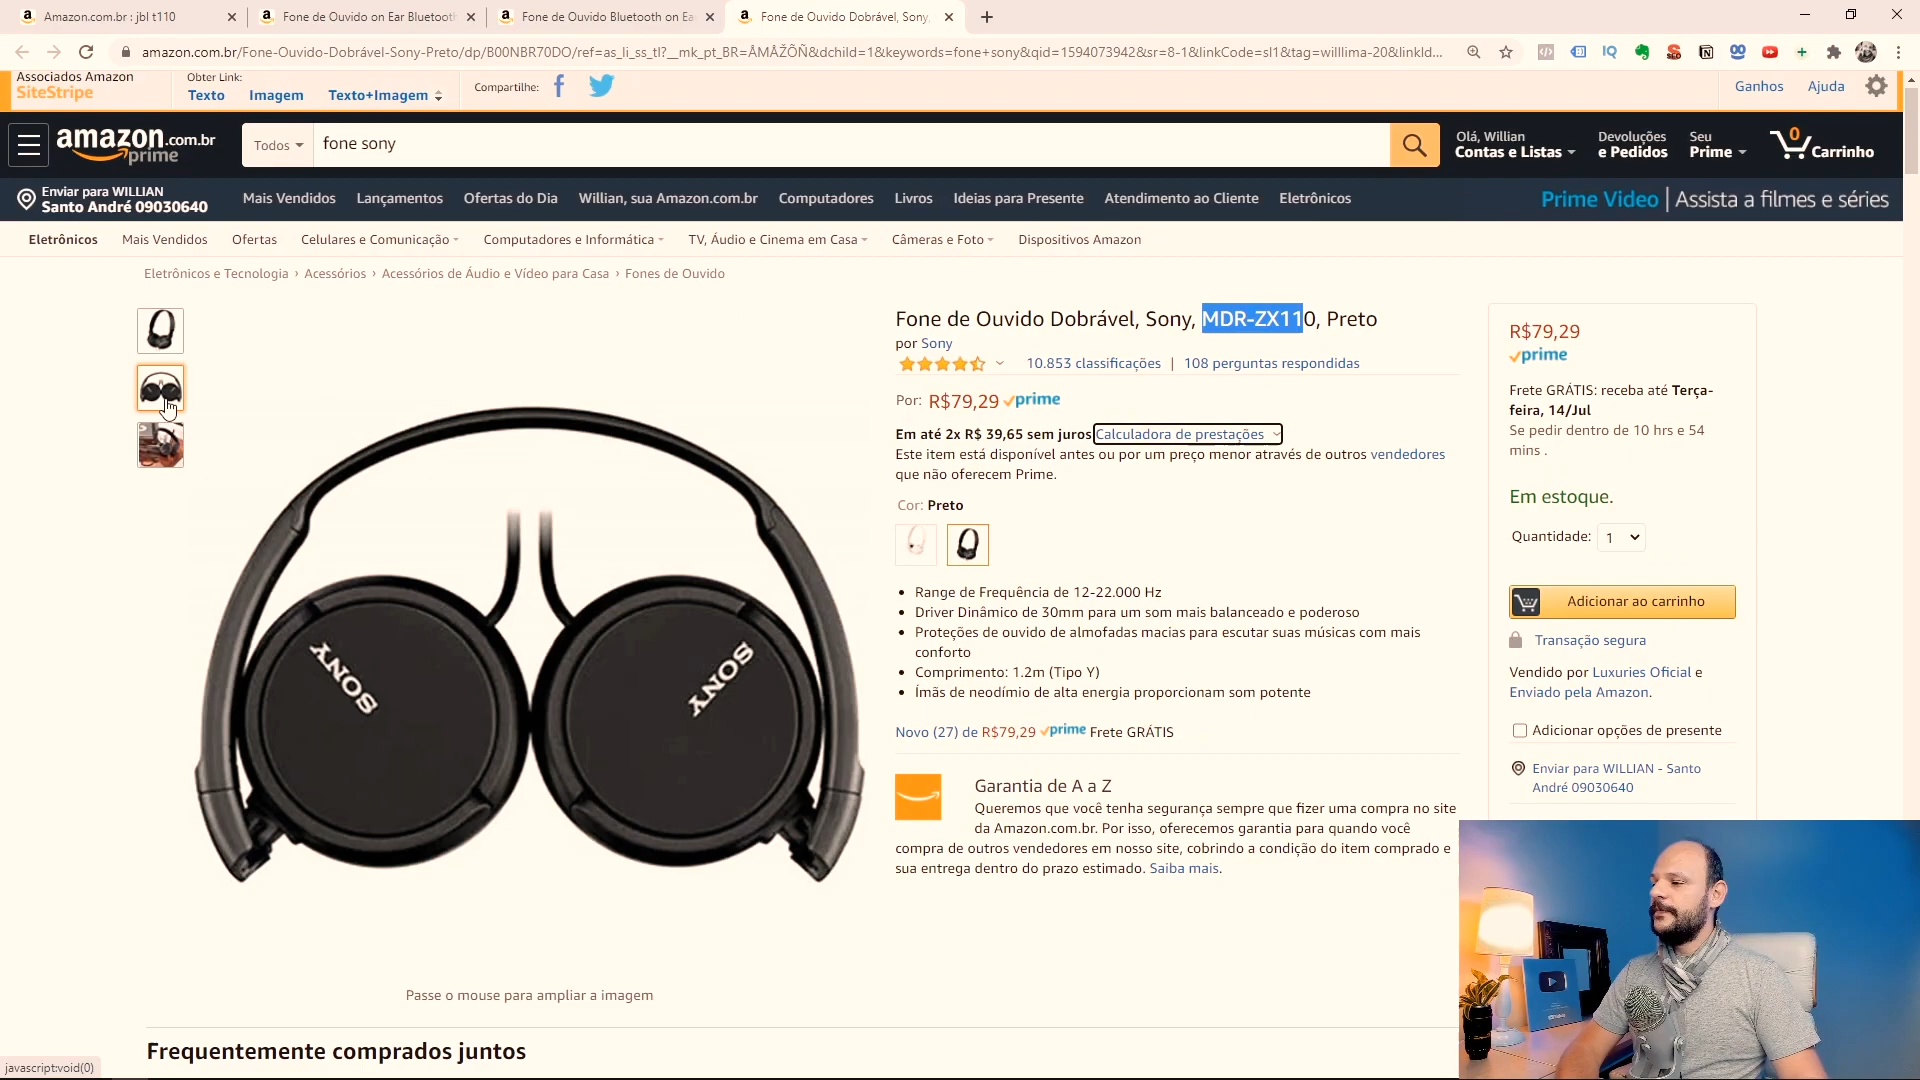 Amazon.com.br : jbl t110
Fone de Ouvido on Ear Bluetooth
Fone de Ouvido Bluetooth on Ea
Fone de Ouvido Dobrável, Sony,
amazon.com.br/Fone-Ouvido-Dobrável-Sony-Preto/dp/B00NBR70DO/ref=as_li_ss_tl?__mk_pt_BR=ÅMÅŽÕÑ&dchild=1&keywords=fone+sony&qid=1594073942&sr=8-1&linkCode=sl1&tag=willlima-20&linkId...
Associados Amazon
SiteStripe
Obter Link:
Texto Imagem Texto+Imagem
Compartilhe:
Ganhos Ajuda
amazon.com.br
prime
Todos
fone sony
Olá, Willian
Contas e Listas
Devoluções
e Pedidos
Seu
Prime
0
Carrinho
Enviar para WILLIAN
Santo André 09030640
Mais Vendidos Lançamentos Ofertas do Dia Willian, sua Amazon.com.br Computadores Livros Ideias para Presente Atendimento ao Cliente Eletrônicos
Prime Video | Assista a filmes e séries
Eletrônicos Mais Vendidos Ofertas Celulares e Comunicação Computadores e Informática TV, Áudio e Cinema em Casa Câmeras e Foto Dispositivos Amazon
Eletrônicos e Tecnologia › Acessórios › Acessórios de Áudio e Vídeo para Casa › Fones de Ouvido
SONY
SONY
Passe o mouse para ampliar a imagem
Fone de Ouvido Dobrável, Sony, MDR-ZX110, Preto
por Sony
10.853 classificações | 108 perguntas respondidas
Por: R$79,29 prime
Em até 2x R$ 39,65 sem juros Calculadora de prestações
Este item está disponível antes ou por um preço menor através de outros vendedores
que não oferecem Prime.
Cor: Preto
• Range de Frequência de 12-22.000 Hz
• Driver Dinâmico de 30mm para um som mais balanceado e poderoso
• Proteções de ouvido de almofadas macias para escutar suas músicas com mais
conforto
• Comprimento: 1.2m (Tipo Y)
• Ímãs de neodímio de alta energia proporcionam som potente
Novo (27) de R$79,29 prime Frete GRÁTIS
Garantia de A a Z
Queremos que você tenha segurança sempre que fizer uma compra no site
da Amazon.com.br. Por isso, oferecemos garantia para quando você
compra de outros vendedores em nosso site, cobrindo a condição do item comprado e
sua entrega dentro do prazo estimado. Saiba mais.
R$79,29
prime
Frete GRÁTIS: receba até Terça-
feira, 14/Jul
Se pedir dentro de 10 hrs e 54
mins .
Em estoque.
Quantidade: 1
Adicionar ao carrinho
Transação segura
Vendido por Luxuries Oficial e
Enviado pela Amazon.
Adicionar opções de presente
Enviar para WILLIAN - Santo
André 09030640
Frequentemente comprados juntos
javascript:void(0)